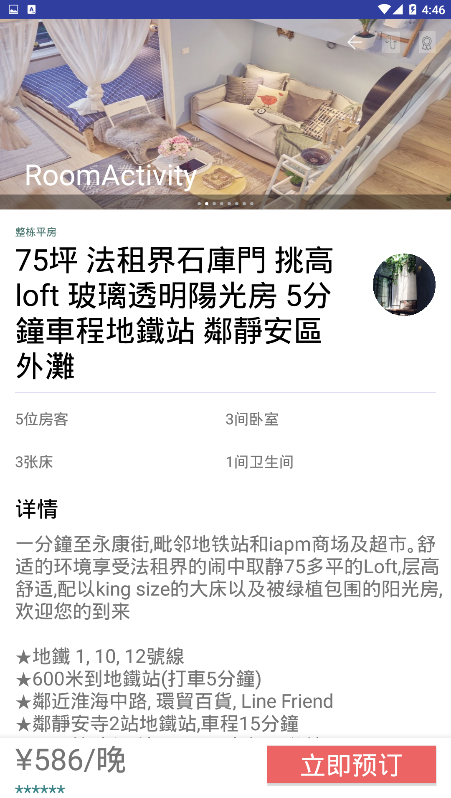 4:46
RoomActivity
整栋平房
75坪 法租界石庫門 挑高
loft 玻璃透明陽光房 5分
鐘車程地鐵站 鄰靜安區
外灘
5位房客
3间卧室
3张床
1间卫生间
详情
一分鐘至永康街,毗邻地铁站和iapm商场及超市。舒
适的环境享受法租界的闹中取静75多平的Loft,层高
舒适,配以king size的大床以及被绿植包围的阳光房,
欢迎您的到来
★地鐵 1, 10, 12號線
★600米到地鐵站(打車5分鐘)
★鄰近淮海中路, 環貿百貨, Line Friend
★鄰靜安寺2站地鐵站,車程15分鐘
¥586/晚
立即预订
★★★★★★